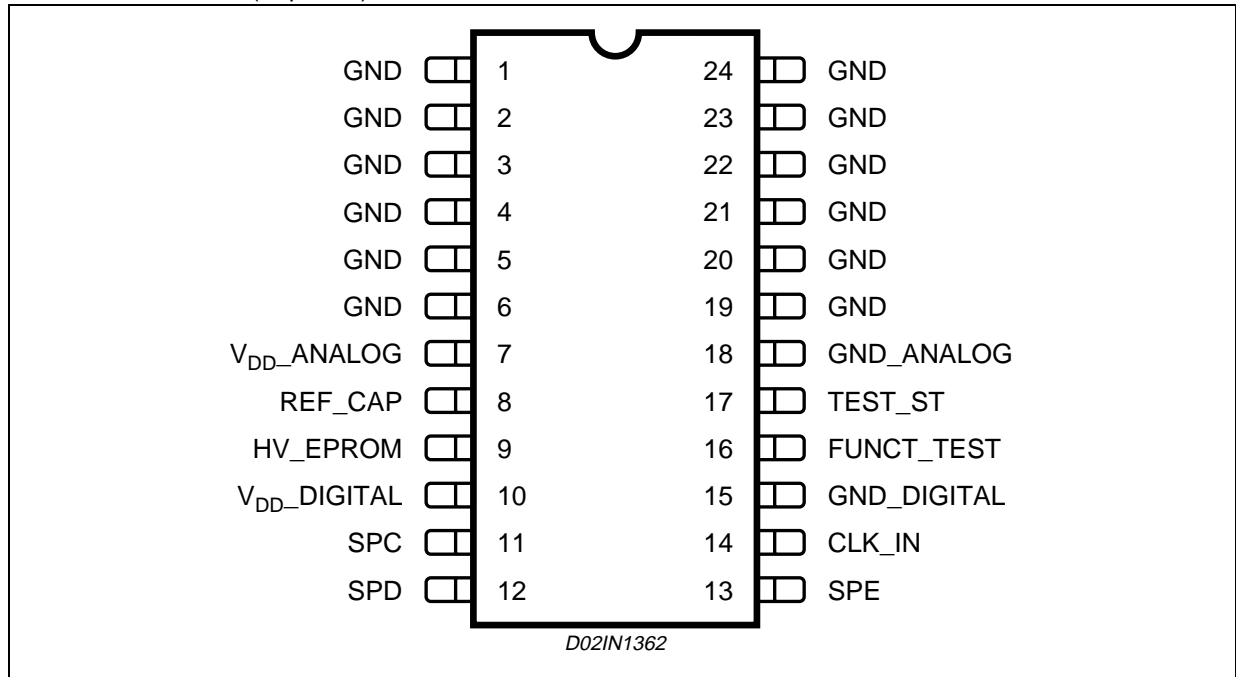 GND 1 24 GND
GND 2 23 GND
GND 3 22 GND
GND 4 21 GND
GND 5 20 GND
GND 6 19 GND
VDD_ANALOG 7 18 GND_ANALOG
REF_CAP 8 17 TEST_ST
HV_EPROM 9 16 FUNCT_TEST
VDD_DIGITAL 10 15 GND_DIGITAL
SPC 11 14 CLK_IN
SPD 12 13 SPE
D02IN1362